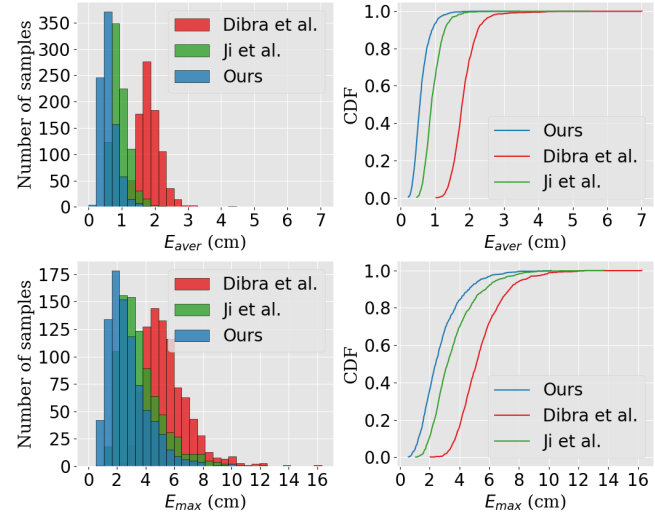 Number of samples
350
300
250
200
150
100
50
0
Dibra et al.
Ji et al.
Ours
0 1 2 3 4 5 6 7
E_aver (cm)
CDF
1.0
0.8
0.6
0.4
0.2
0.0
Ours
Dibra et al.
Ji et al.
0 1 2 3 4 5 6 7
E_aver (cm)
Number of samples
175
150
125
100
75
50
25
0
Dibra et al.
Ji et al.
Ours
0 2 4 6 8 10 12 14 16
E_max (cm)
CDF
1.0
0.8
0.6
0.4
0.2
0.0
Ours
Dibra et al.
Ji et al.
0 2 4 6 8 10 12 14 16
E_max (cm)